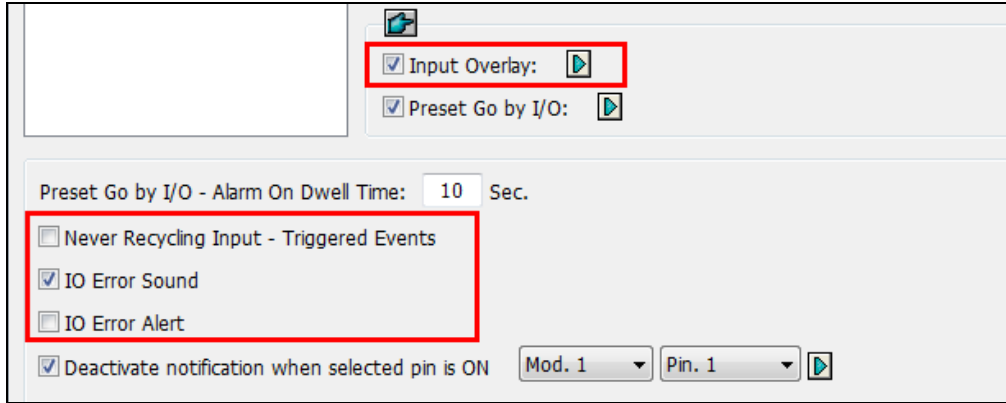 Input Overlay:
Preset Go by I/O:
Preset Go by I/O - Alarm On Dwell Time: 10 Sec.
Never Recycling Input - Triggered Events
IO Error Sound
IO Error Alert
Deactivate notification when selected pin is ON Mod. 1 Pin. 1